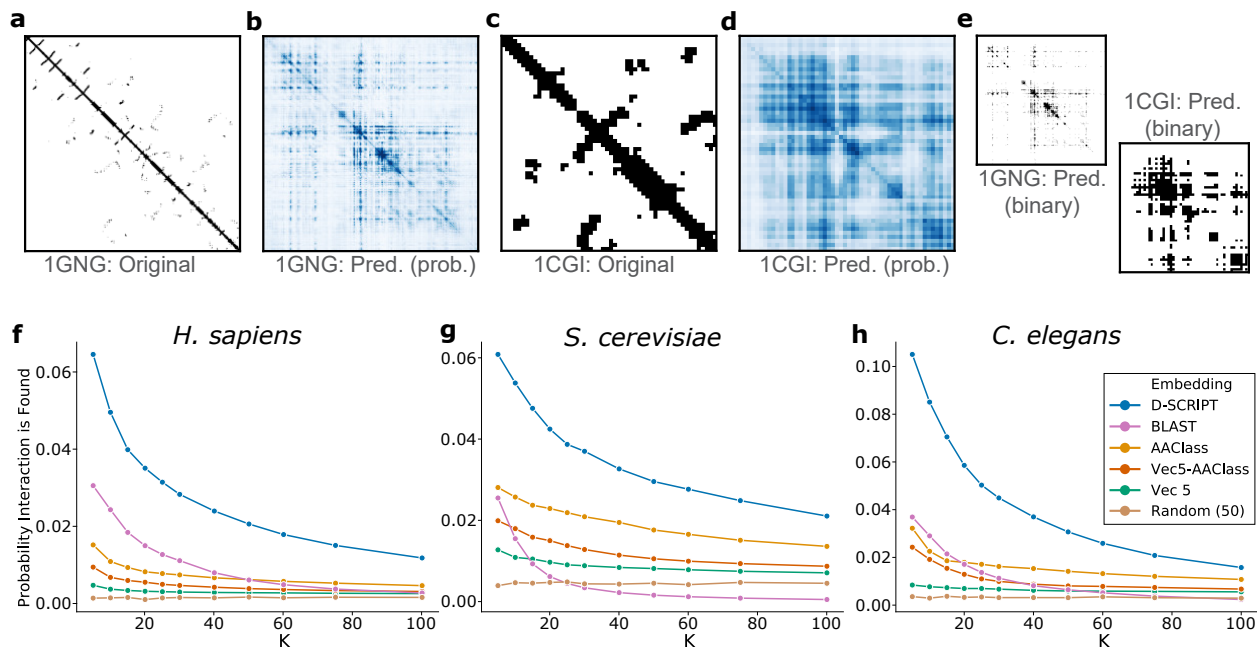 a
b
c
d
e
1GNG: Original
1GNG: Pred. (prob.)
1CGI: Original
1CGI: Pred. (prob.)
1GNG: Pred.
(binary)
1CGI: Pred.
(binary)
f
H. sapiens
g
S. cerevisiae
h
C. elegans
Probability Interaction is Found
0.06
0.04
0.02
0.00
20
40
60
80
100
K
0.06
0.04
0.02
0.00
20
40
60
80
100
K
0.10
0.08
0.06
0.04
0.02
0.00
20
40
60
80
100
K
Embedding
D-SCRIPT
BLAST
AAClass
Vec5-AAClass
Vec 5
Random (50)